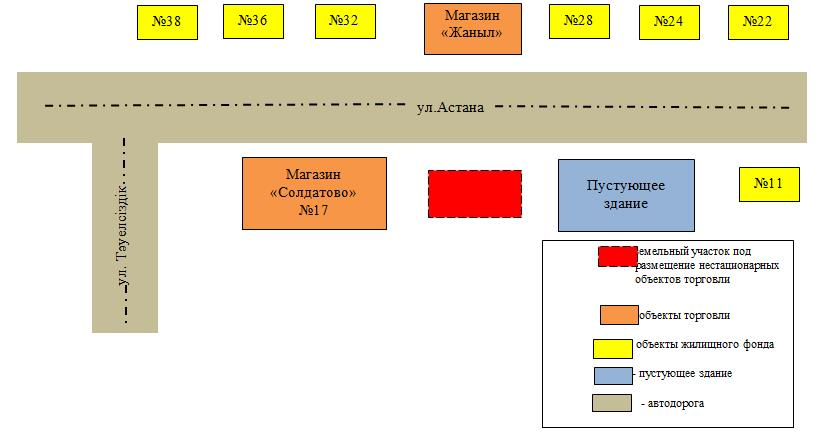 №38
№36
№32
Магазин
«Жаныл»
№28
№24
№22
ул.Астана
ул. Тәуелсіздік
Магазин
«Солдатово»
№17
Пустующее
здание
№11
емельный участок под
размещение нестационарных
объектов торговли
объекты торговли
объекты жилищного фонда
- пустующее здание
- автодорога